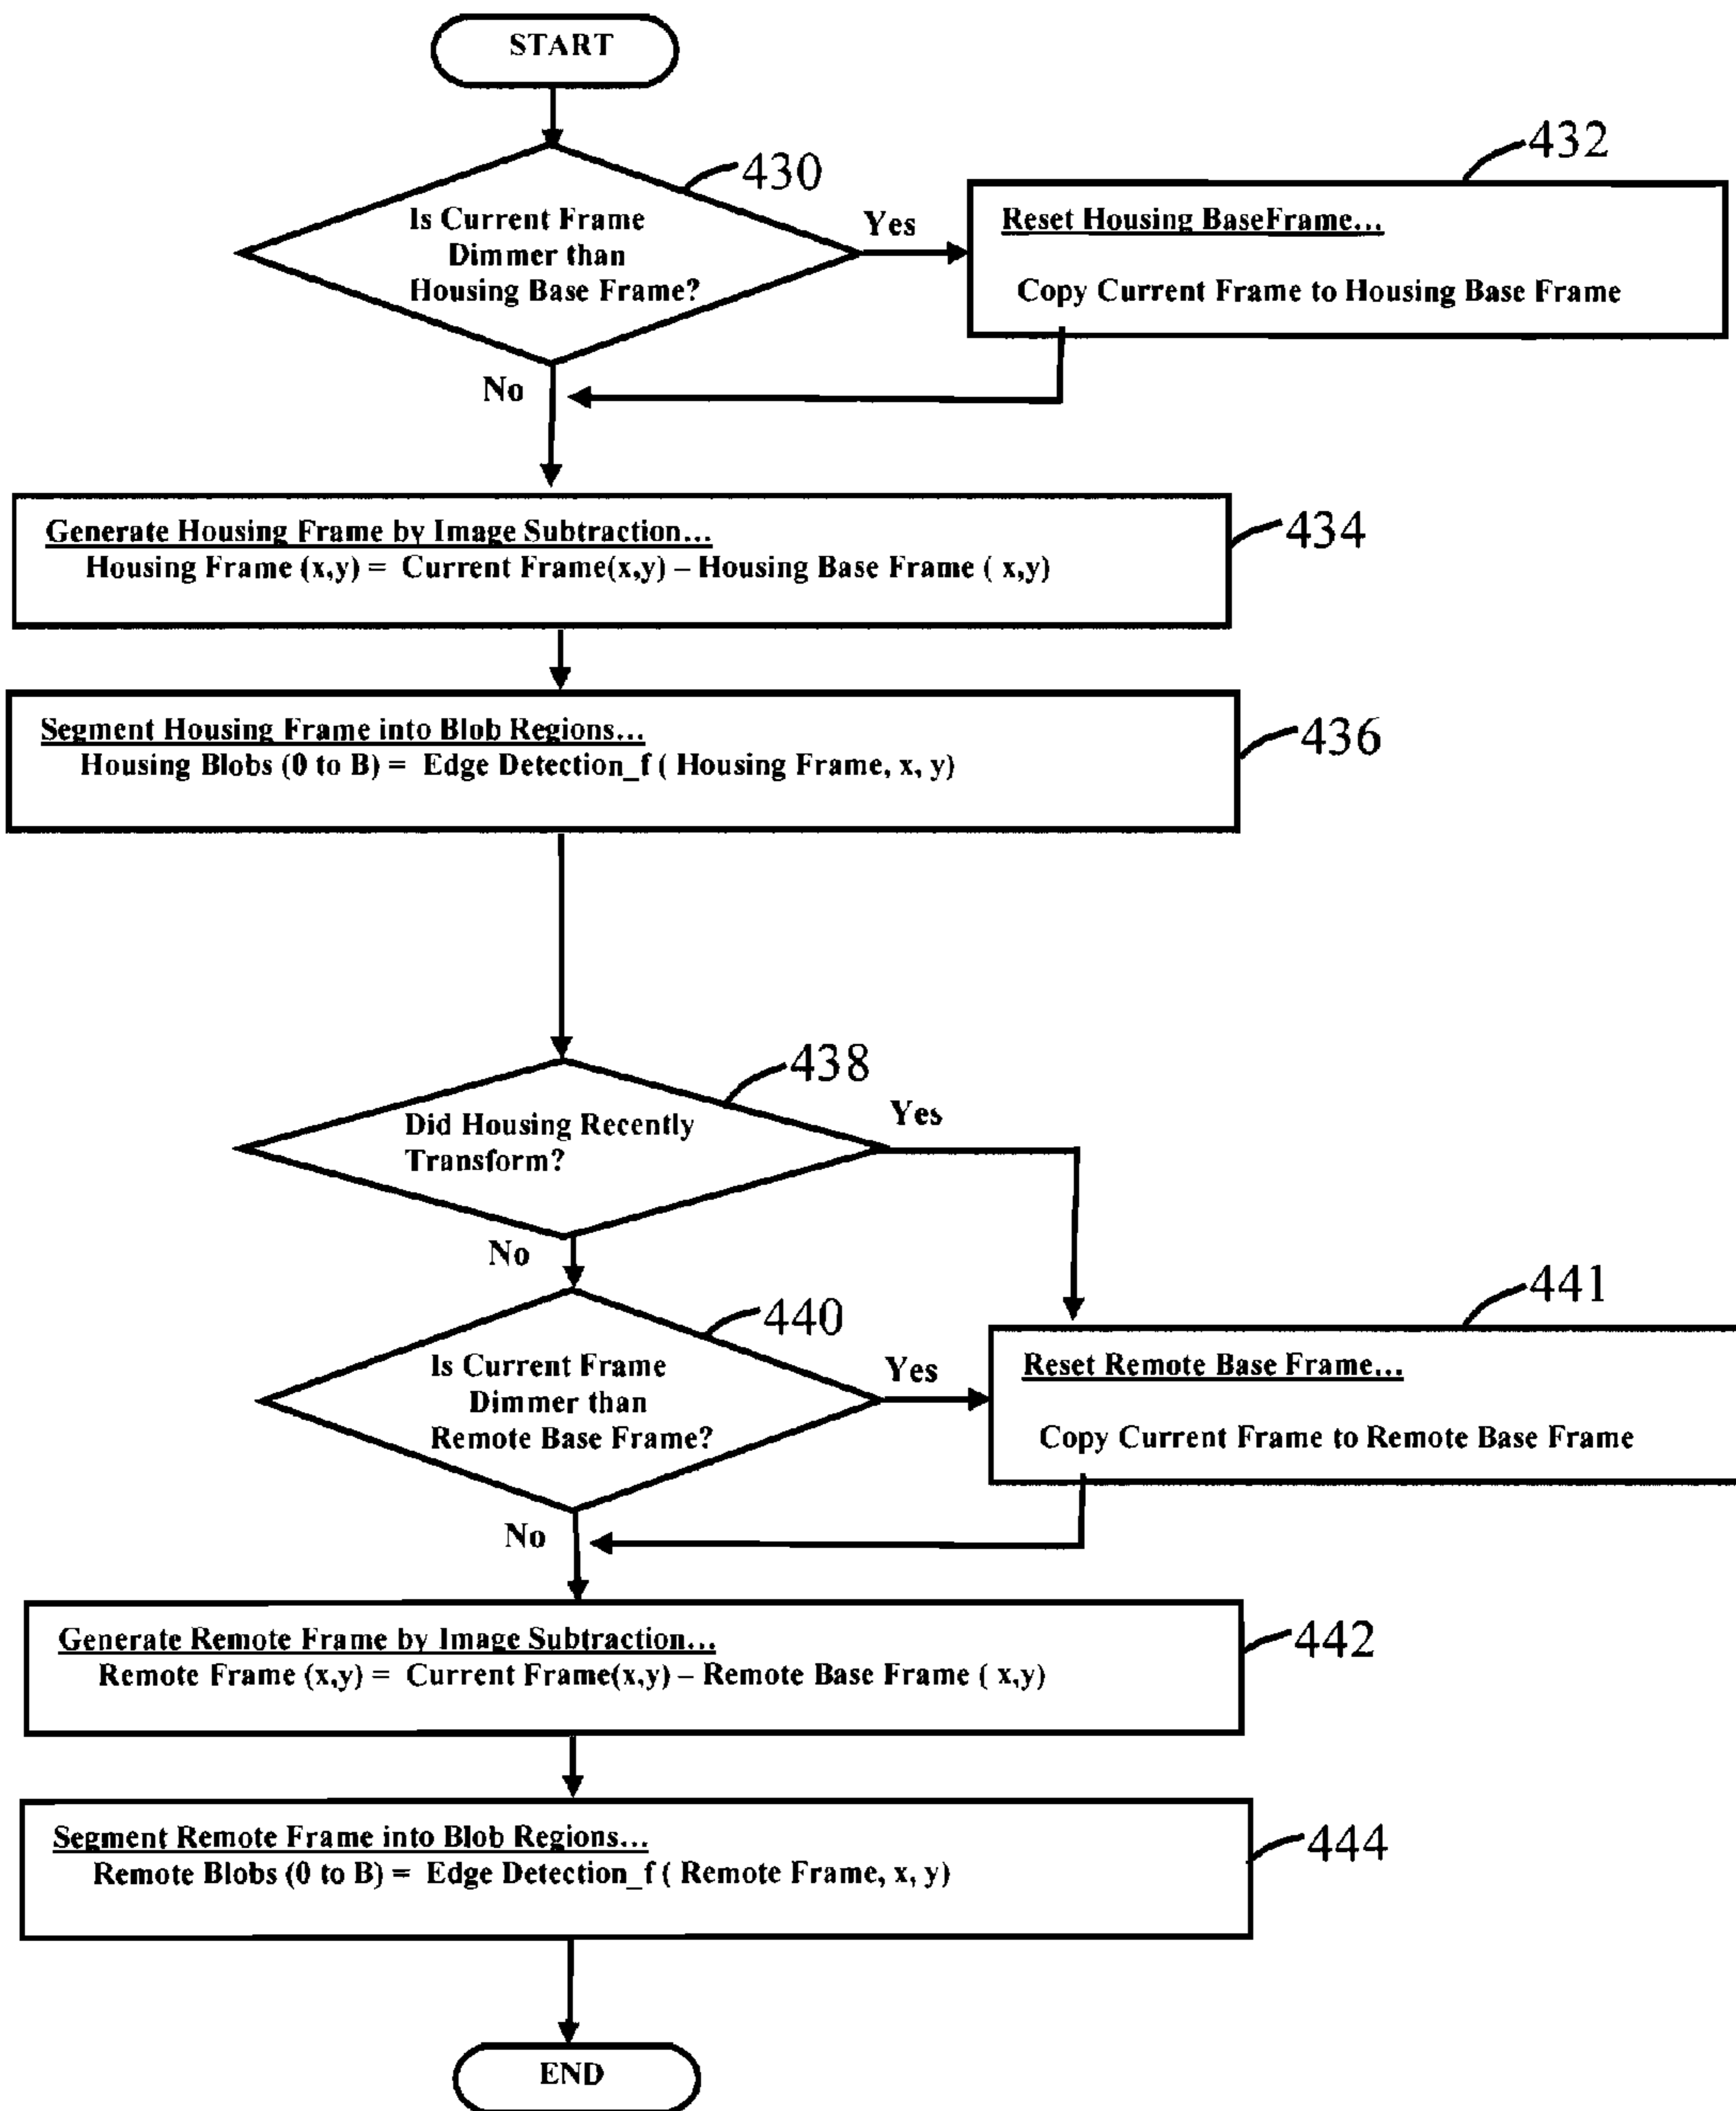 START
430
Is Current Frame
Dimmer than
Housing Base Frame?
Yes
432
Reset Housing BaseFrame...
Copy Current Frame to Housing Base Frame
No
434
Generate Housing Frame by Image Subtraction...
Housing Frame (x,y) = Current Frame(x,y) – Housing Base Frame ( x,y)
436
Segment Housing Frame into Blob Regions...
Housing Blobs (0 to B) = Edge Detection_f ( Housing Frame, x, y)
438
Did Housing Recently
Transform?
Yes
No
440
Is Current Frame
Dimmer than
Remote Base Frame?
Yes
441
Reset Remote Base Frame...
Copy Current Frame to Remote Base Frame
No
442
Generate Remote Frame by Image Subtraction...
Remote Frame (x,y) = Current Frame(x,y) – Remote Base Frame ( x,y)
444
Segment Remote Frame into Blob Regions...
Remote Blobs (0 to B) = Edge Detection_f ( Remote Frame, x, y)
END